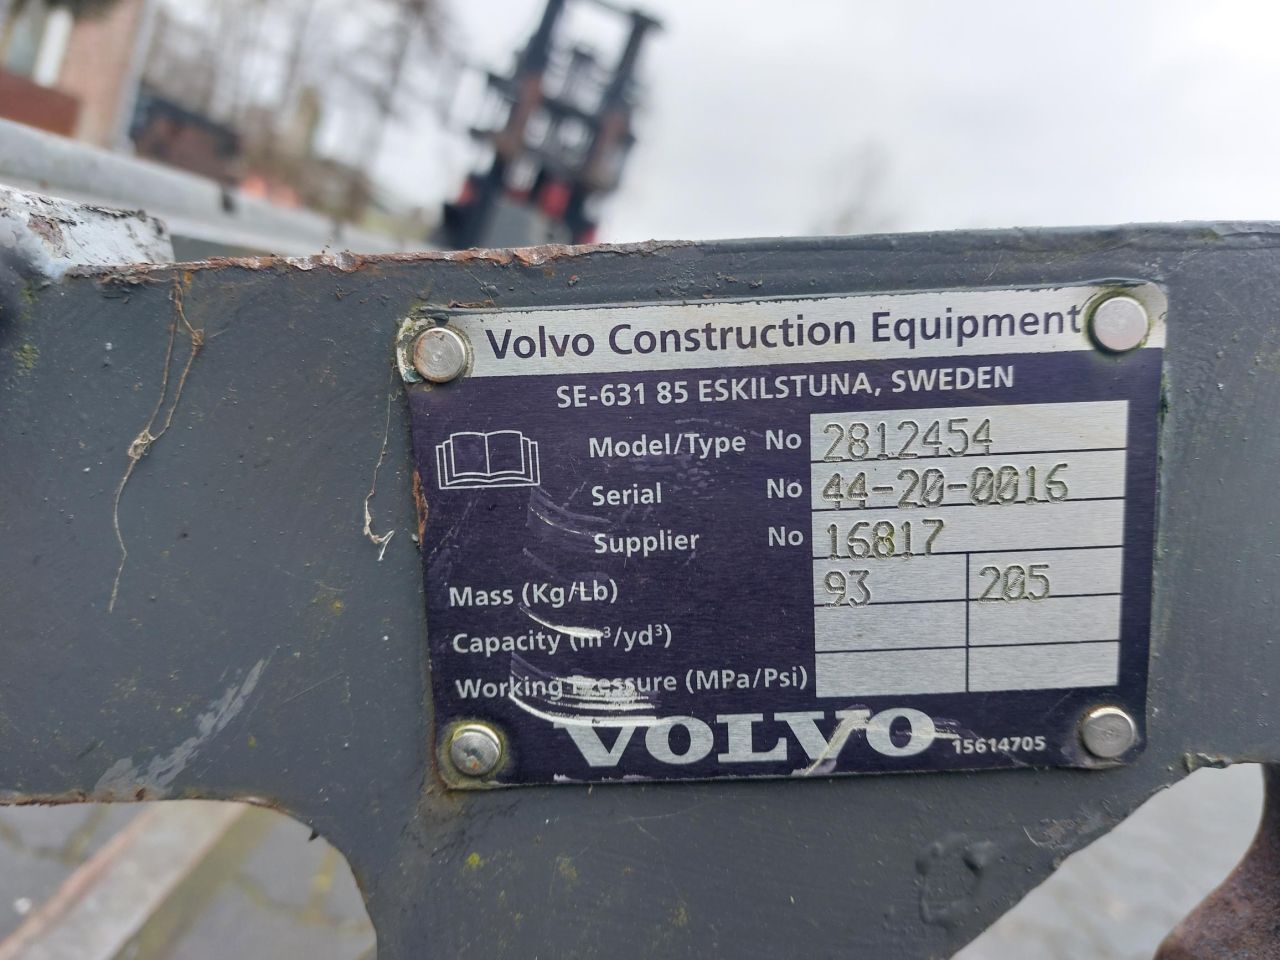 Volvo Construction Equipment
SE-631 85 ESKILSTUNA, SWEDEN
Model/Type No 2812454
Serial No 44-20-0016
Supplier No 16817
Mass (Kg/Lb) 93 205
Capacity (m³/yd³)
Working Pressure (MPa/Psi)
VOLVO 15614705